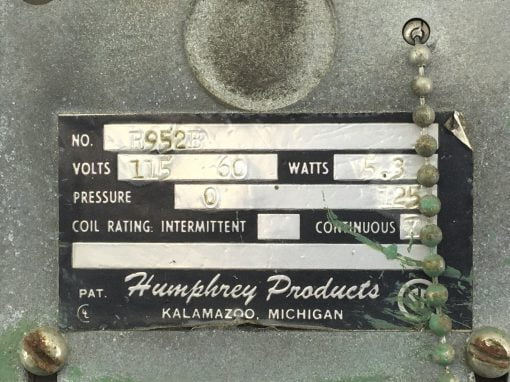 NO. R952B
VOLTS 115 60 WATTS 5.3
PRESSURE 0 125
COIL RATING: INTERMITTENT CONTINUOUS
PAT. Humphrey Products
KALAMAZOO, MICHIGAN